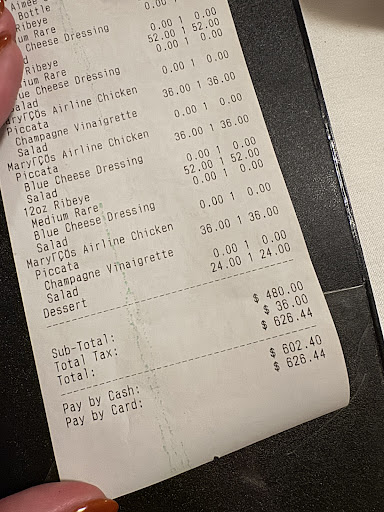 Bottle 0.00 1 0.00
Ribeye 52.00 1 52.00
Rare 0.00 1 0.00
Cheese Dressing
Ribeye 0.00 1 0.00
Rare
Cheese Dressing 36.00 1 36.00
Salad
MaryΓÇÖs Airline Chicken 0.00 1 0.00
Piccata
Champagne Vinaigrette 36.00 1 36.00
Salad
MaryΓÇÖs Airline Chicken 0.00 1 0.00
Piccata 52.00 1 52.00
Blue Cheese Dressing 0.00 1 0.00
Salad
12oz Ribeye 0.00 1 0.00
Medium Rare
Blue Cheese Dressing 36.00 1 36.00
Salad
MaryΓÇÖs Airline Chicken 0.00 1 0.00
Piccata 24.00 1 24.00
Champagne Vinaigrette
Salad
Dessert
Sub-Total: $ 480.00
Total Tax: $ 36.00
Total: $ 626.44
Pay by Cash: $ 602.40
Pay by Card: $ 626.44